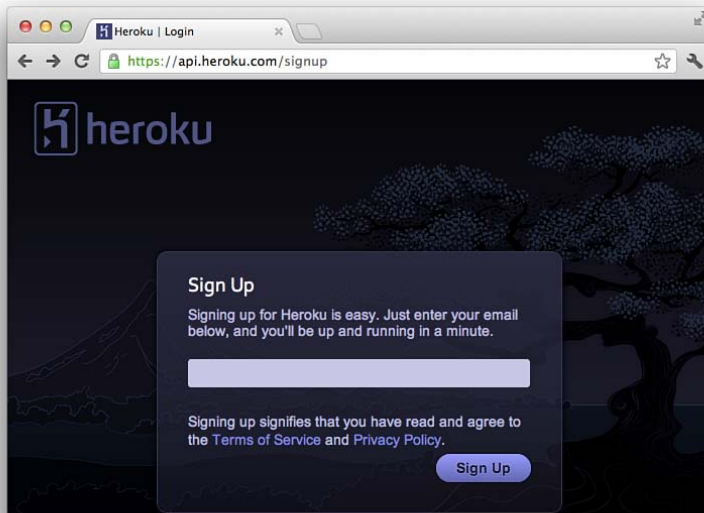 Heroku | Login
https://api.heroku.com/signup
heroku
Sign Up
Signing up for Heroku is easy. Just enter your email
below, and you'll be up and running in a minute.
Signing up signifies that you have read and agree to
the Terms of Service and Privacy Policy.
Sign Up